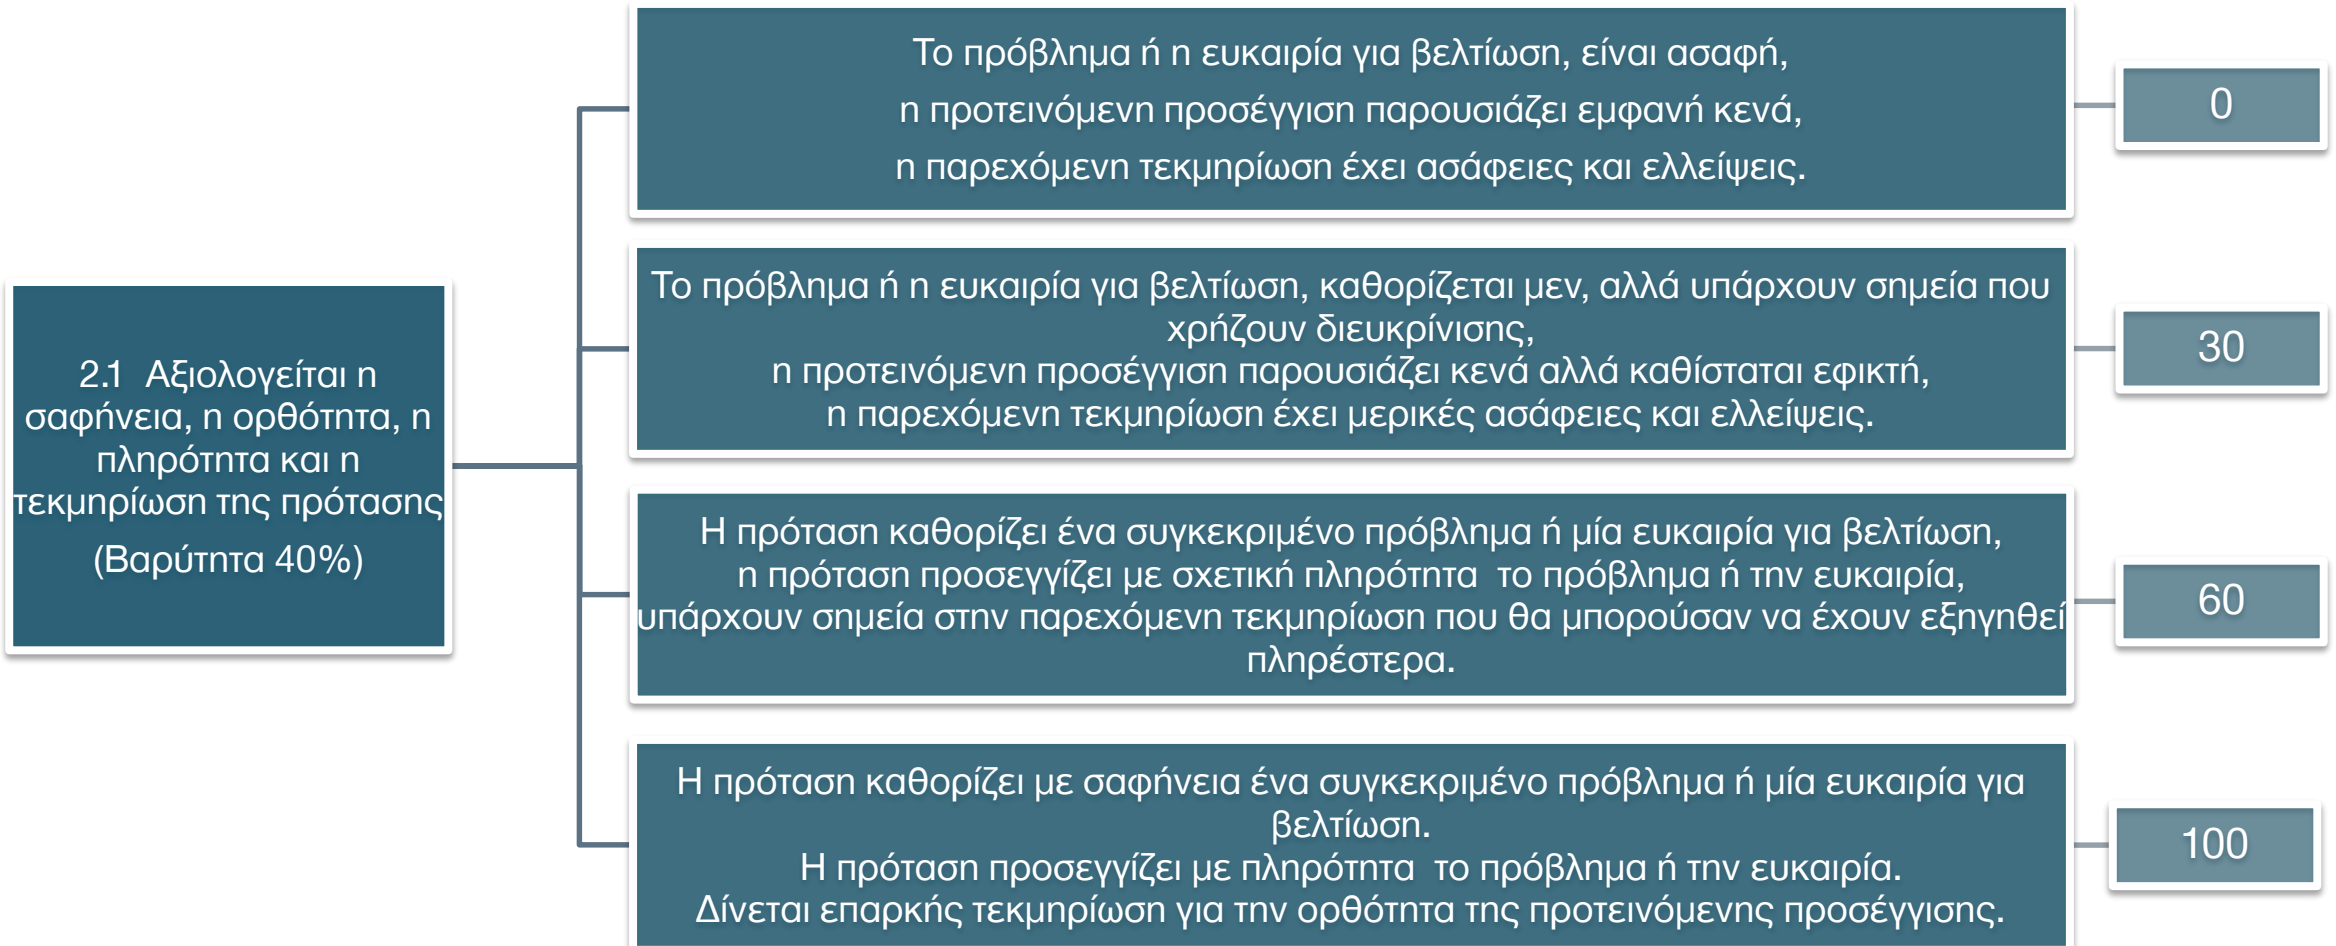 2.1 Αξιολογείται η
σαφήνεια, η ορθότητα, η
πληρότητα και η
τεκμηρίωση της πρότασης
(Βαρύτητα 40%)
Το πρόβλημα ή η ευκαιρία για βελτίωση, είναι ασαφή,
η προτεινόμενη προσέγγιση παρουσιάζει εμφανή κενά,
η παρεχόμενη τεκμηρίωση έχει ασάφειες και ελλείψεις.
0
Το πρόβλημα ή η ευκαιρία για βελτίωση, καθορίζεται μεν, αλλά υπάρχουν σημεία που
χρήζουν διευκρίνισης,
η προτεινόμενη προσέγγιση παρουσιάζει κενά αλλά καθίσταται εφικτή,
η παρεχόμενη τεκμηρίωση έχει μερικές ασάφειες και ελλείψεις.
30
Η πρόταση καθορίζει ένα συγκεκριμένο πρόβλημα ή μία ευκαιρία για βελτίωση,
η πρόταση προσεγγίζει με σχετική πληρότητα το πρόβλημα ή την ευκαιρία,
υπάρχουν σημεία στην παρεχόμενη τεκμηρίωση που θα μπορούσαν να έχουν εξηγηθεί
πληρέστερα.
60
Η πρόταση καθορίζει με σαφήνεια ένα συγκεκριμένο πρόβλημα ή μία ευκαιρία για
βελτίωση.
Η πρόταση προσεγγίζει με πληρότητα το πρόβλημα ή την ευκαιρία.
Δίνεται επαρκής τεκμηρίωση για την ορθότητα της προτεινόμενης προσέγγισης.
100